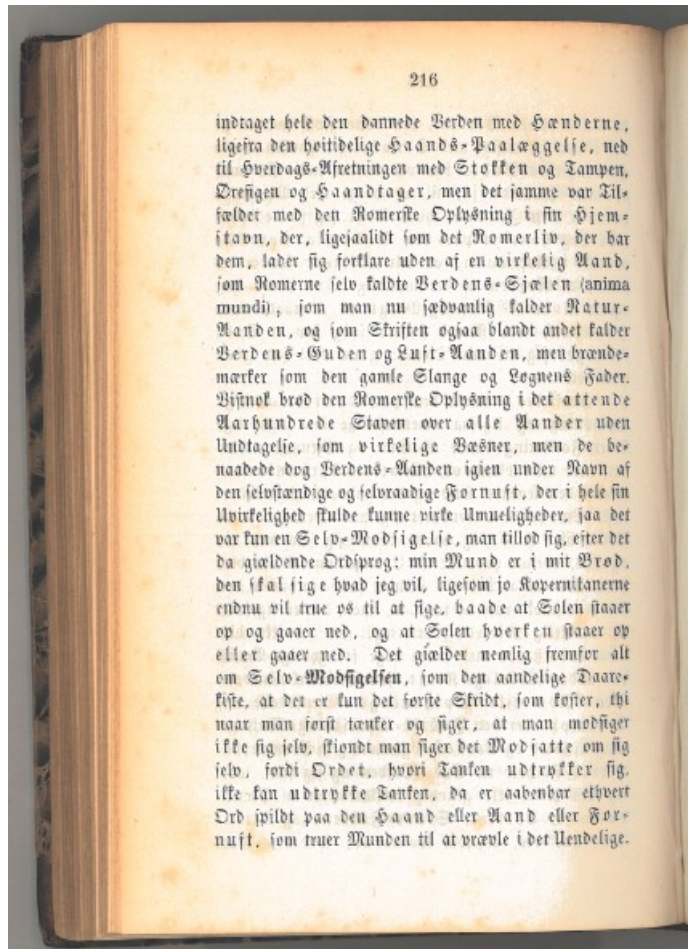 216
indtaget hele den dannede Verden med Hænderne,
ligefra den høitidelige Haands-Paalæggelse, ned
til Hverdags-Afretningen med Stokken og Tampen,
Ørefigen og Haandtager, men det samme var Til-
fældet med den Romerske Oplysning i sin Hjem-
stavn, der, ligesaalidt som det Romerliv, der bar
dem, lader sig forklare uden af en virkelig Aand,
som Romerne selv kaldte Verdens-Sjælen (anima
mundi), som man nu sædvanlig kalder Natur-
Aanden, og som Skriften ogsaa blandt andet kalder
Verdens-Guden og Luft-Aanden, men brænde-
mærker som den gamle Slange og Løgnens Fader.
Vistnok brød den Romerske Oplysning i det attende
Aarhundrede Staven over alle Aander uden
Undtagelse, som virkelige Væsner, men de be-
naadede dog Verdens-Aanden igien under Navn af
den selvstændige og selvraadige Fornuft, der i hele sin
Uvirkelighed skulde kunne virke Umueligheder, saa det
var kun en Selv-Modsigelse, man tillod sig, efter det
da giældende Ordsprog: min Mund er i mit Brød,
den skal sige hvad jeg vil, ligesom jo Kopernikanerne
endnu vil true os til at sige, baade at Solen staaer
op og gaaer ned, og at Solen hverken staaer op
eller gaaer ned. Det giælder nemlig fremfor alt
om Selv-Modsigelsen, som den aandelige Daare-
kiste, at det er kun det første Skridt, som koster, thi
naar man først tænker og siger, at man modsiger
ikke sig selv, skiøndt man siger det Modsatte om sig
selv, fordi Ordet, hvori Tanken udtrykker sig,
ikke kan udtrykke Tanken, da er aabenbar ethvert
Ord spildt paa den Haand eller Aand eller For-
nuft, som truer Munden til at vrævle i det Uendelige.